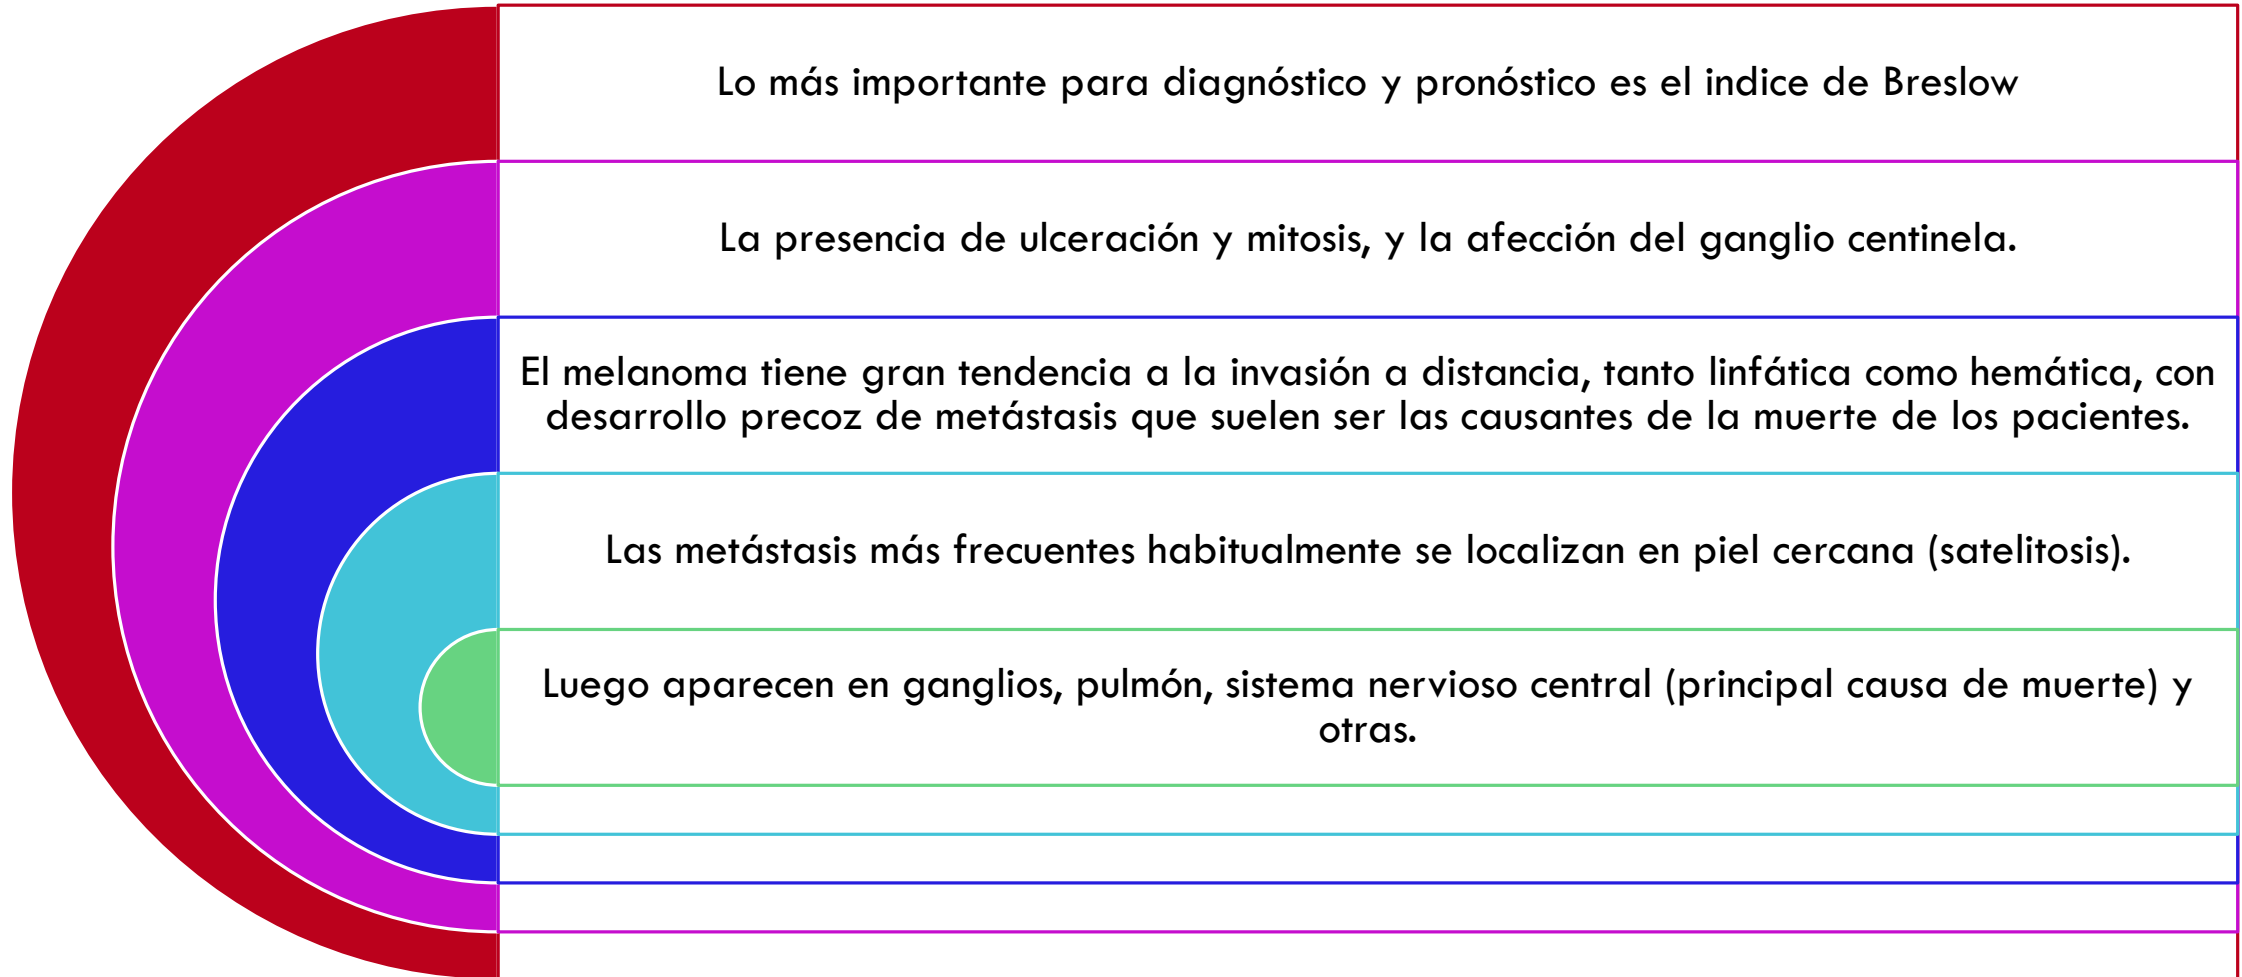 Lo más importante para diagnóstico y pronóstico es el indice de Breslow
La presencia de ulceración y mitosis, y la afección del ganglio centinela.
El melanoma tiene gran tendencia a la invasión a distancia, tanto linfática como hemática, con
desarrollo precoz de metástasis que suelen ser las causantes de la muerte de los pacientes.
Las metástasis más frecuentes habitualmente se localizan en piel cercana (satelitosis).
Luego aparecen en ganglios, pulmón, sistema nervioso central (principal causa de muerte) y
otras.